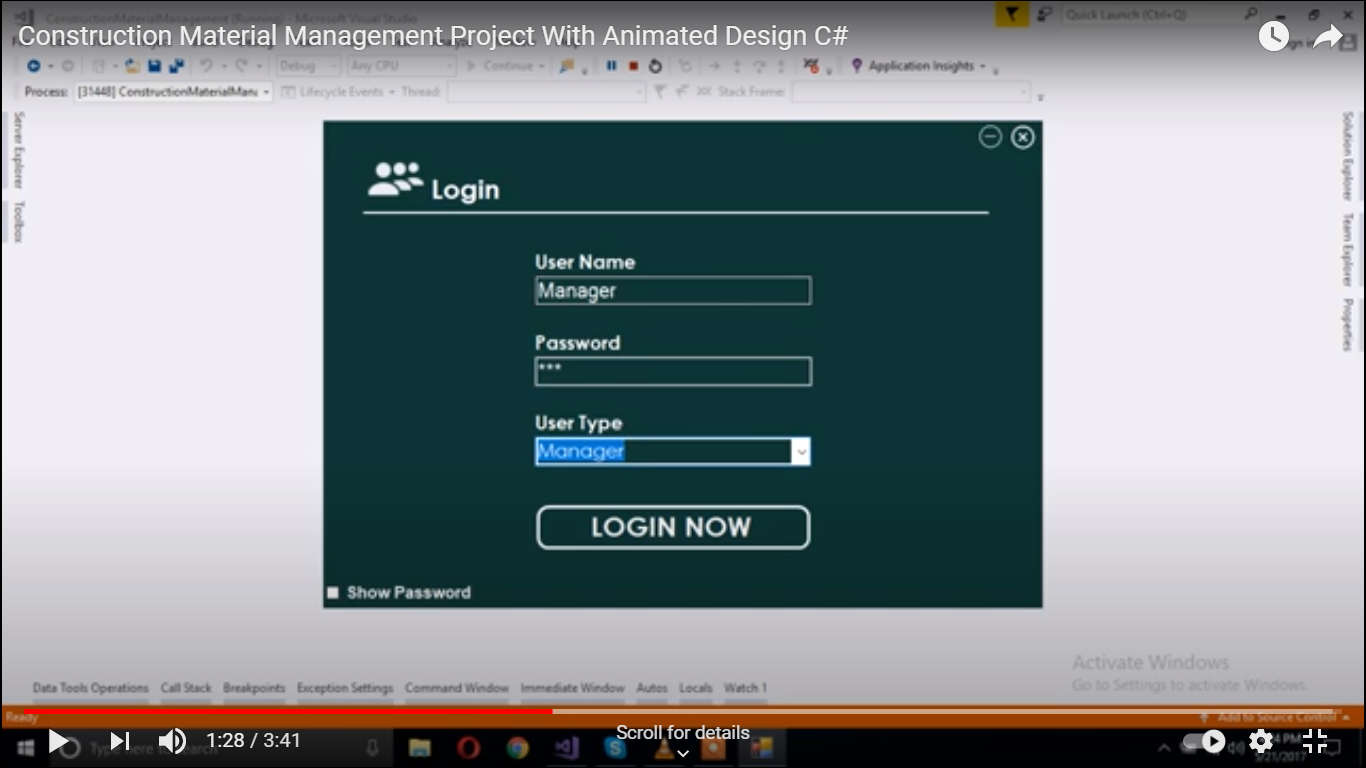 ConstructionMaterialManagement (Running) - Microsoft Visual Studio
Quick Launch (Ctrl+Q)
Construction Material Management Project With Animated Design C#
Debug Any CPU Continue Application Insights
Process: [31448] ConstructionMaterialMana Lifecycle Events Thread: Stack Frame:
Server Explorer
Toolbox
Solution Explorer
Team Explorer
Properties
Login
User Name
Manager
Password
***
User Type
Manager
LOGIN NOW
Show Password
Activate Windows
Go to Settings to activate Windows.
Data Tools Operations Call Stack Breakpoints Exception Settings Command Window Immediate Window Autos Locals Watch 1
Ready Add to Source Control
Scroll for details
1:28 / 3:41
Type here to search
5/21/2017